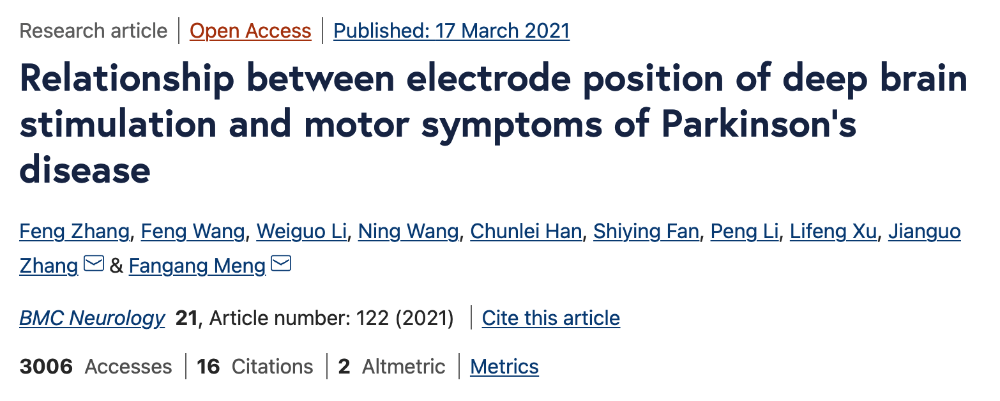 Research article | Open Access | Published: 17 March 2021
Relationship between electrode position of deep brain
stimulation and motor symptoms of Parkinson's
disease
Feng Zhang, Feng Wang, Weiguo Li, Ning Wang, Chunlei Han, Shiying Fan, Peng Li, Lifeng Xu, Jianguo
Zhang & Fangang Meng
BMC Neurology 21, Article number: 122 (2021) | Cite this article
3006 Accesses | 16 Citations | 2 Altmetric | Metrics